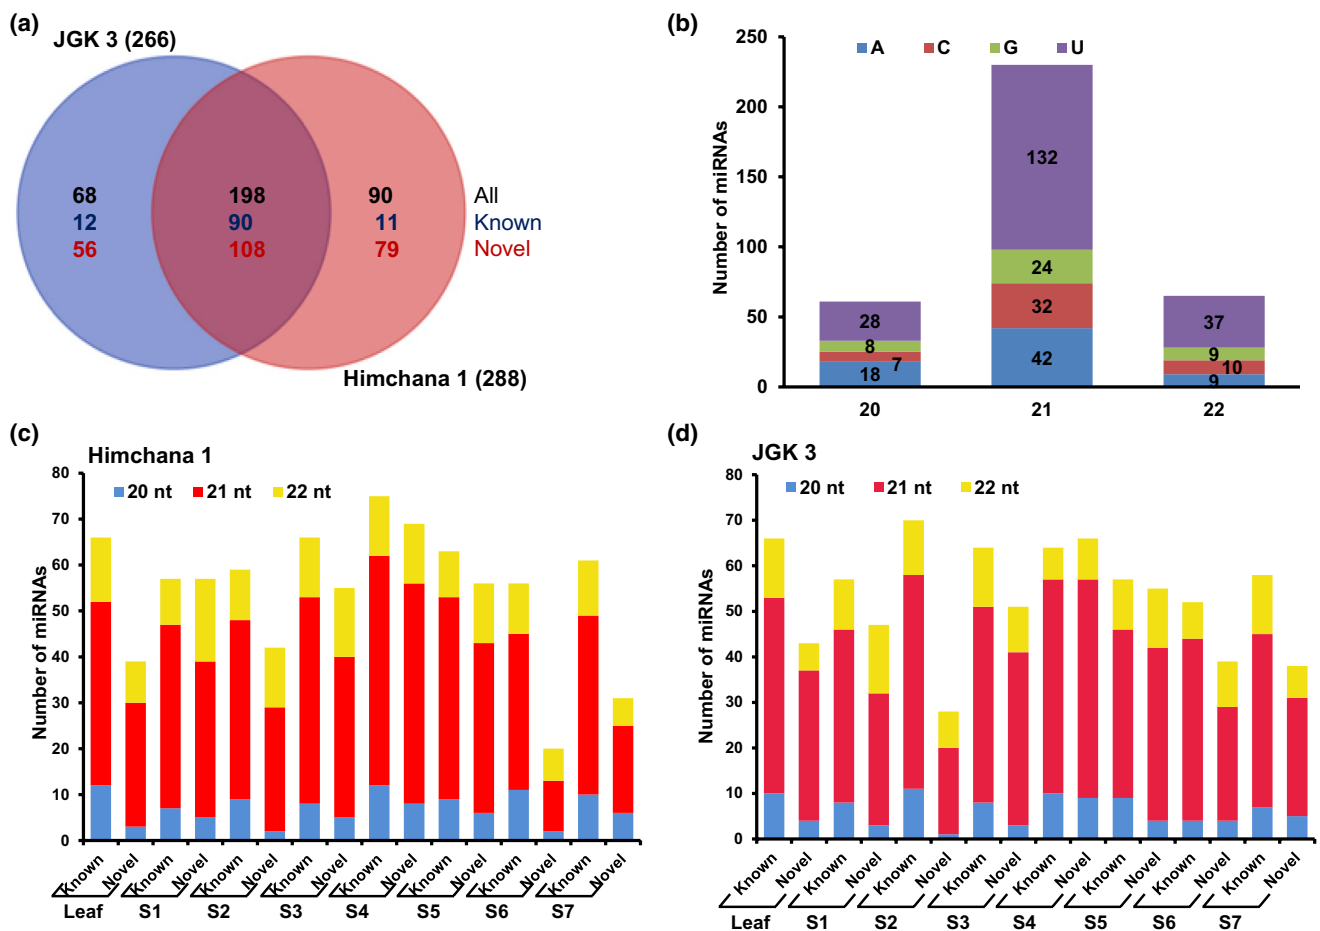 (a)
JGK 3 (266)
68 198 90 All
12 90 11 Known
56 108 79 Novel
Himchana 1 (288)
(b)
A C G U
Number of miRNAs
250
200
150
100
50
0
28
8
7
18
132
24
32
42
37
9
10
9
20 21 22
(c)
Himchana 1
20 nt 21 nt 22 nt
Number of miRNAs
80
70
60
50
40
30
20
10
0
Known Novel Known Novel Known Novel Known Novel Known Novel Known Novel Known Novel Known Novel
Leaf S1 S2 S3 S4 S5 S6 S7
(d)
JGK 3
20 nt 21 nt 22 nt
Number of miRNAs
80
70
60
50
40
30
20
10
0
Known Novel Known Novel Known Novel Known Novel Known Novel Known Novel Known Novel Known Novel
Leaf S1 S2 S3 S4 S5 S6 S7